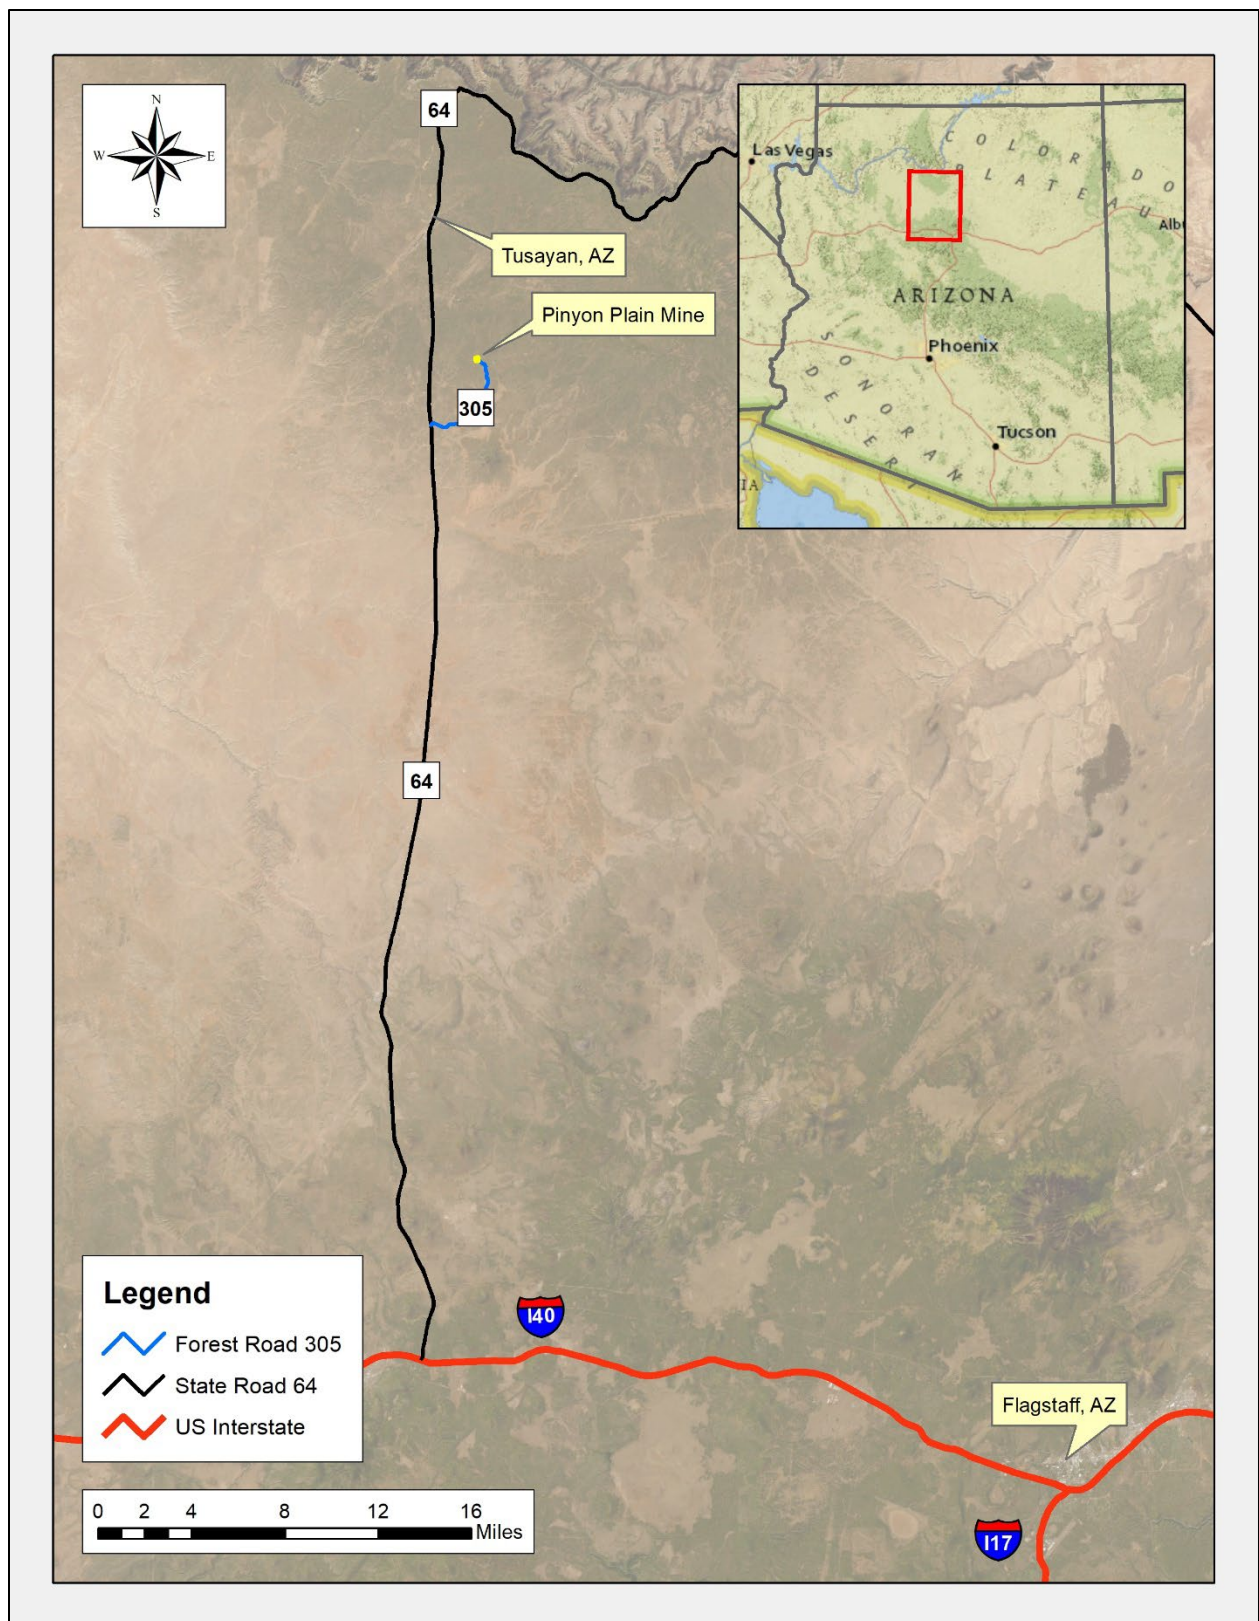 N
W
E
S
64
Tusayan, AZ
Pinyon Plain Mine
305
Las Vegas
COLORADO
PLATEAU
Albu
ARIZONA
Phoenix
SONORAN
DESERT
Tucson
IA
64
Legend
Forest Road 305
State Road 64
US Interstate
I40
Flagstaff, AZ
I17
0 2 4 8 12 16
Miles